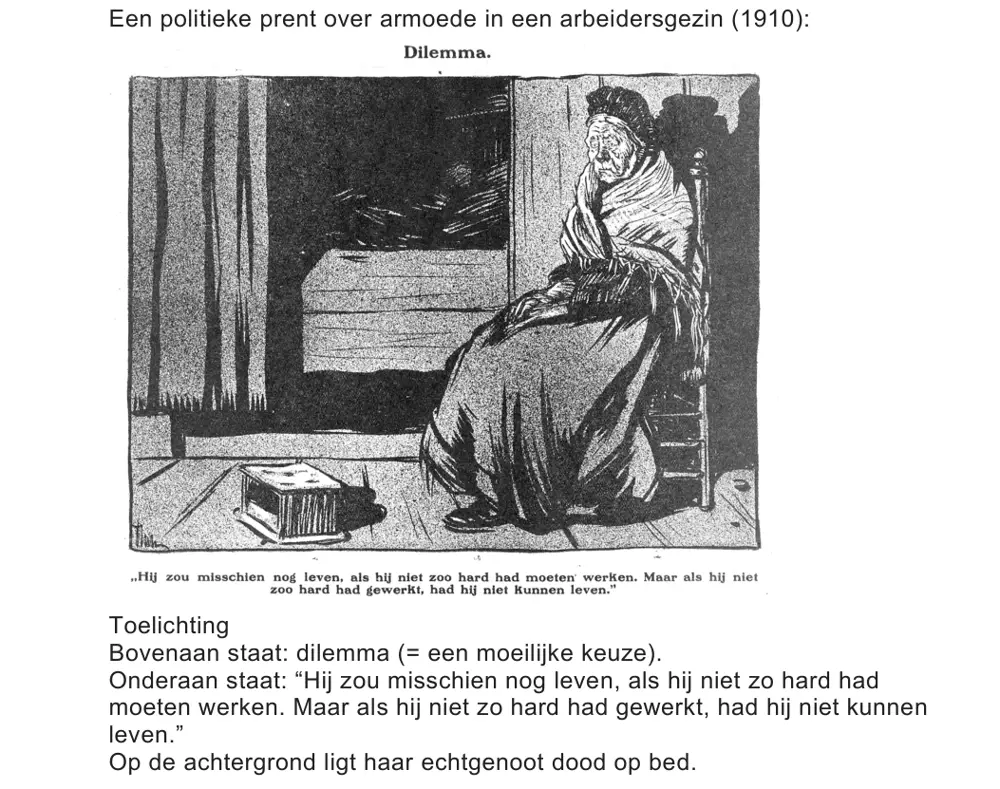 Een politieke prent over armoede in een arbeidersgezin (1910):
Dilemma.
„Hij zou misschien nog leven, als hij niet zoo hard had moeten werken. Maar als hij niet
zoo hard had gewerkt, had hij niet kunnen leven.”
Toelichting
Bovenaan staat: dilemma (= een moeilijke keuze).
Onderaan staat: “Hij zou misschien nog leven, als hij niet zo hard had
moeten werken. Maar als hij niet zo hard had gewerkt, had hij niet kunnen
leven.”
Op de achtergrond ligt haar echtgenoot dood op bed.